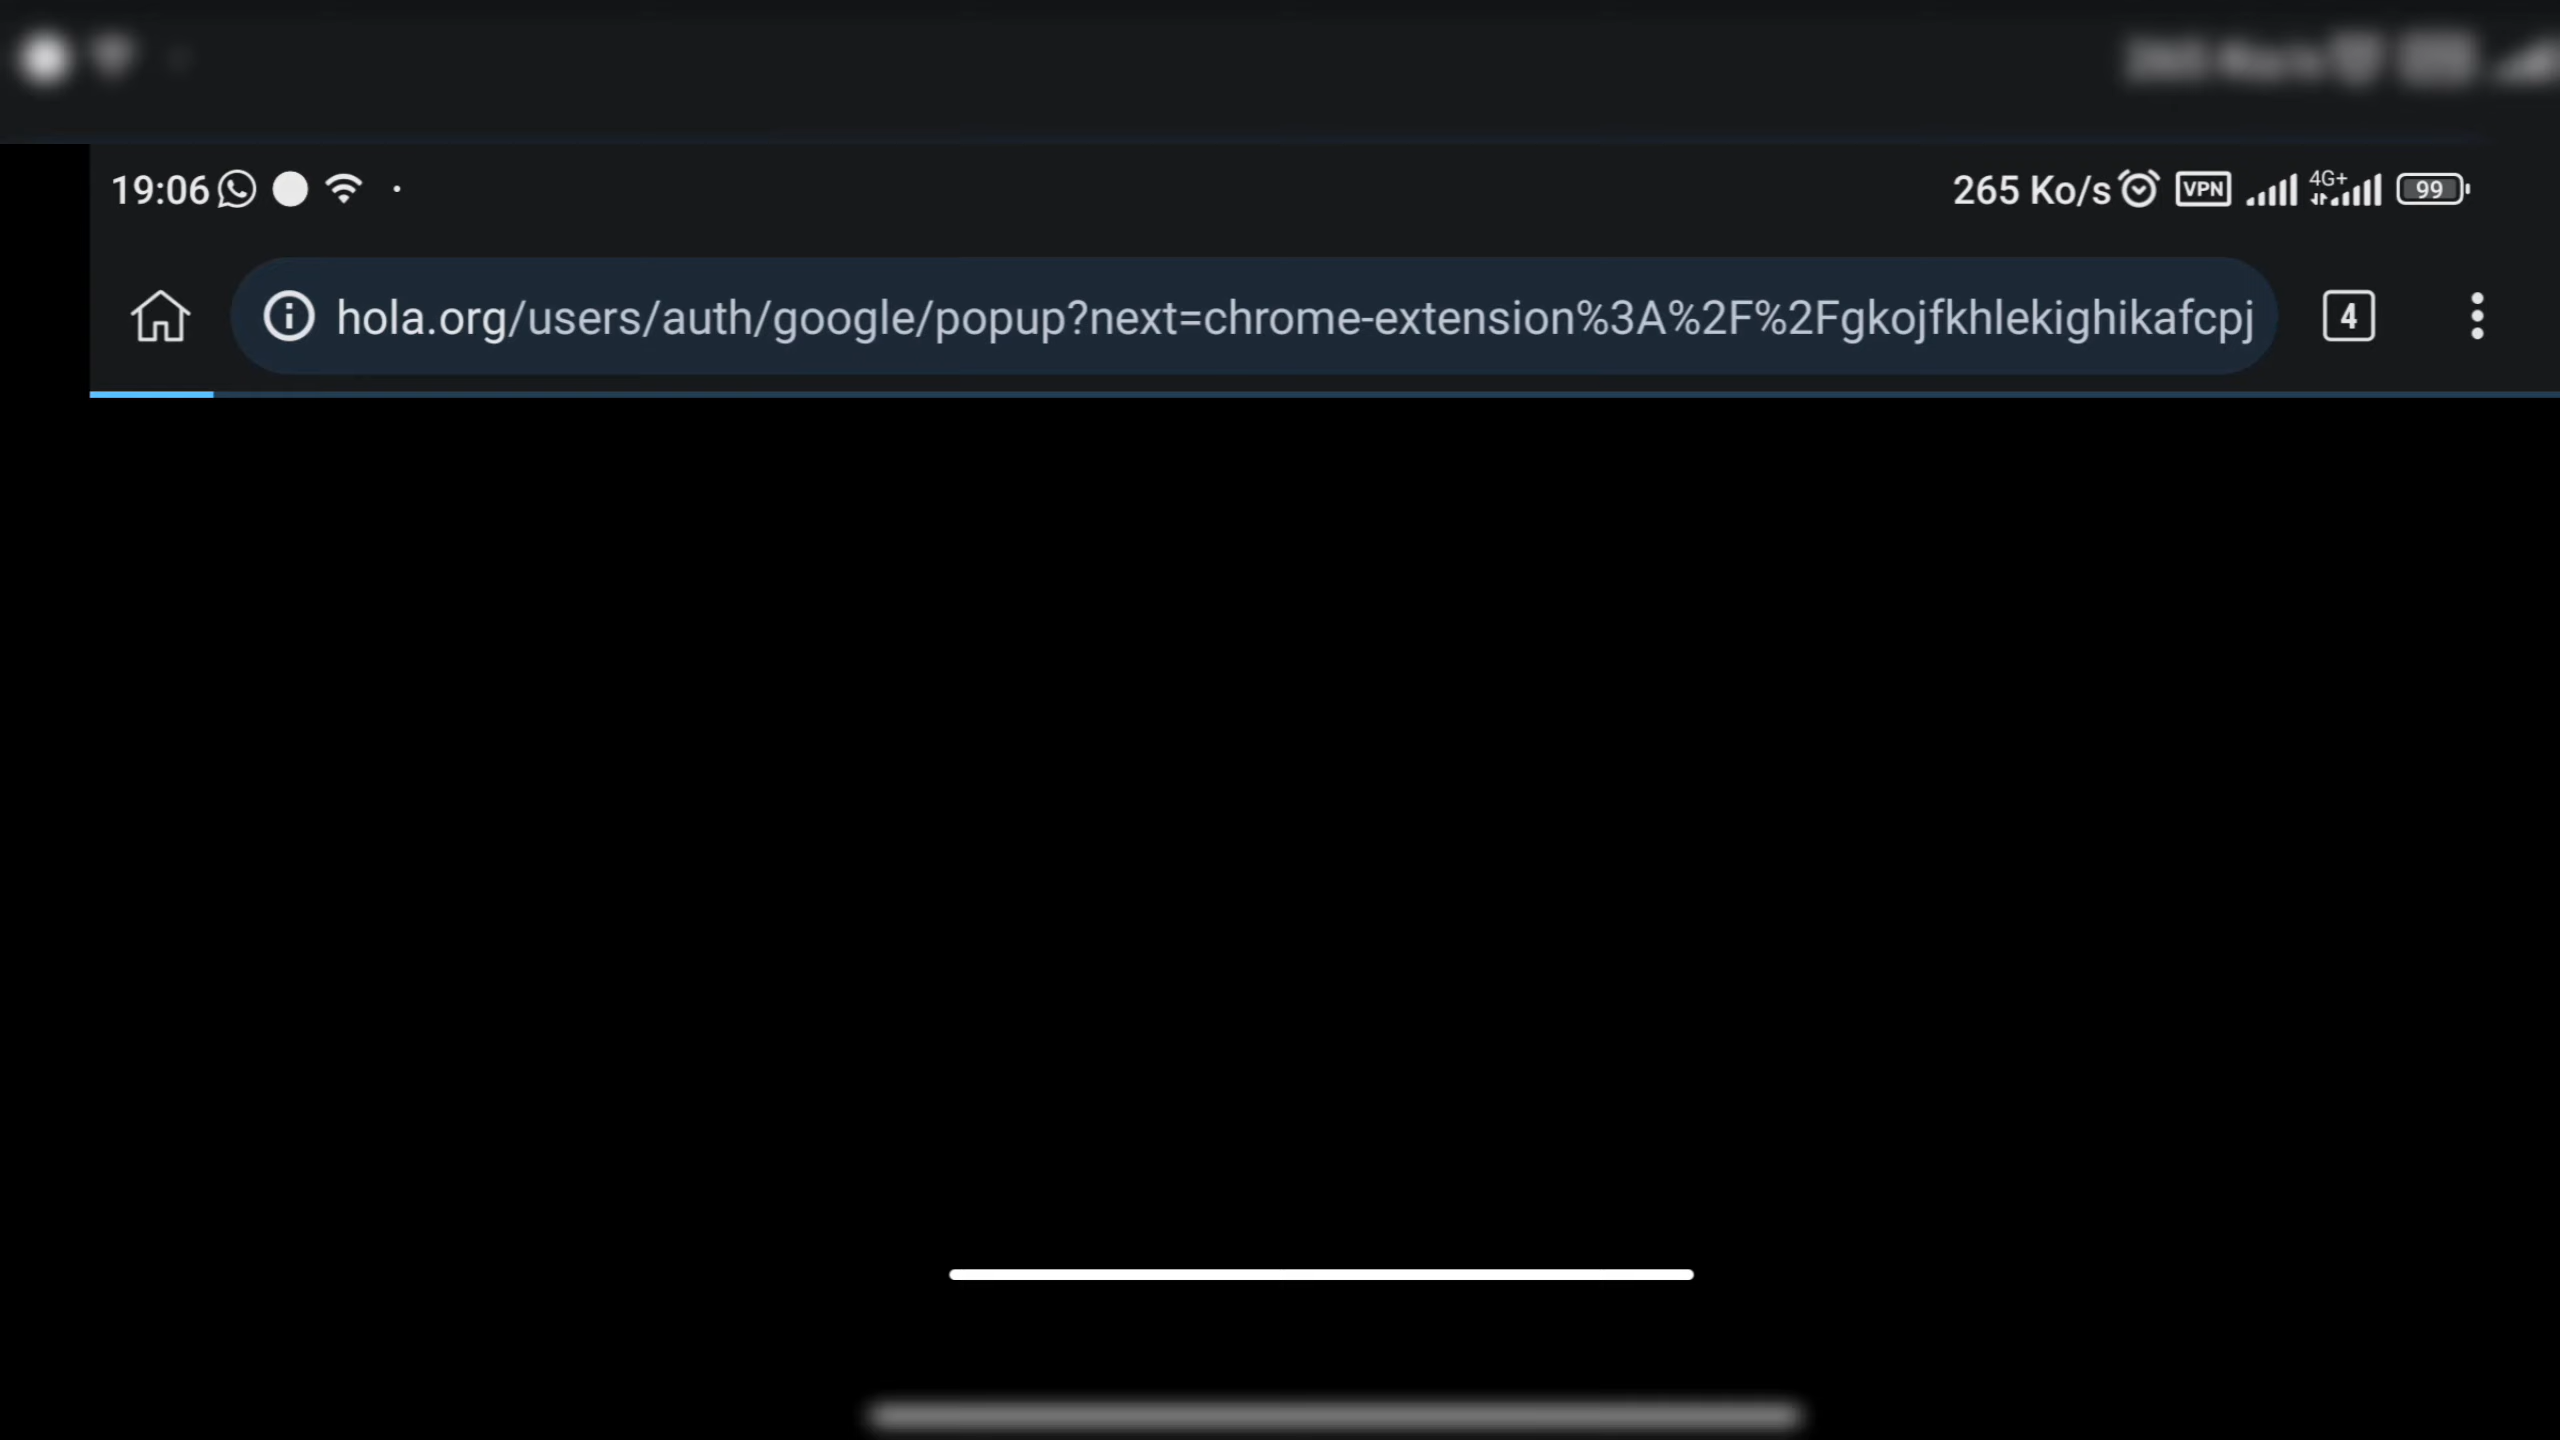 19:06 265 Ko/s VPN 4G+ 99
hola.org/users/auth/google/popup?next=chrome-extension%3A%2F%2Fgkojfkhlekighikafcpj 4